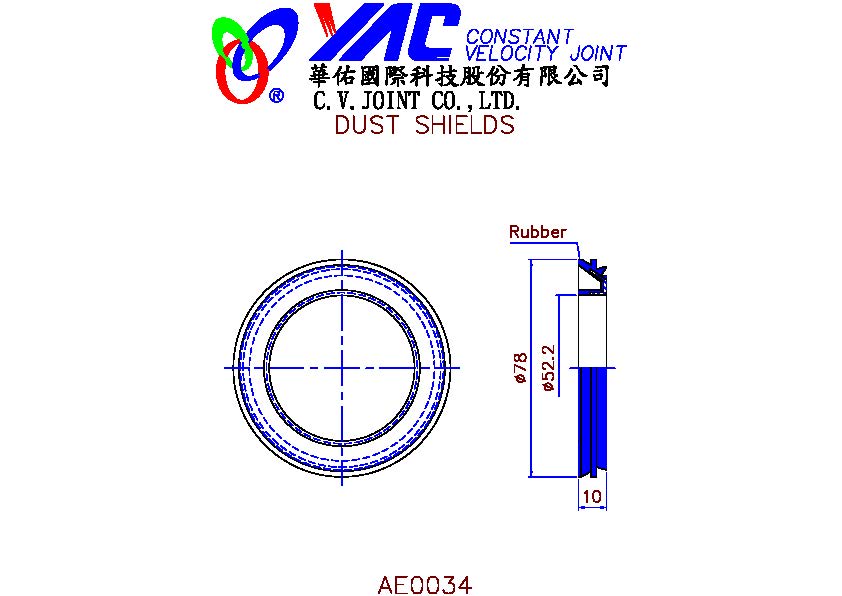 YAC CONSTANT
VELOCITY JOINT
®
華佑國際科技股份有限公司
C.V.JOINT CO.,LTD.
DUST SHIELDS
Rubber
ø78
ø52.2
10
AE0034